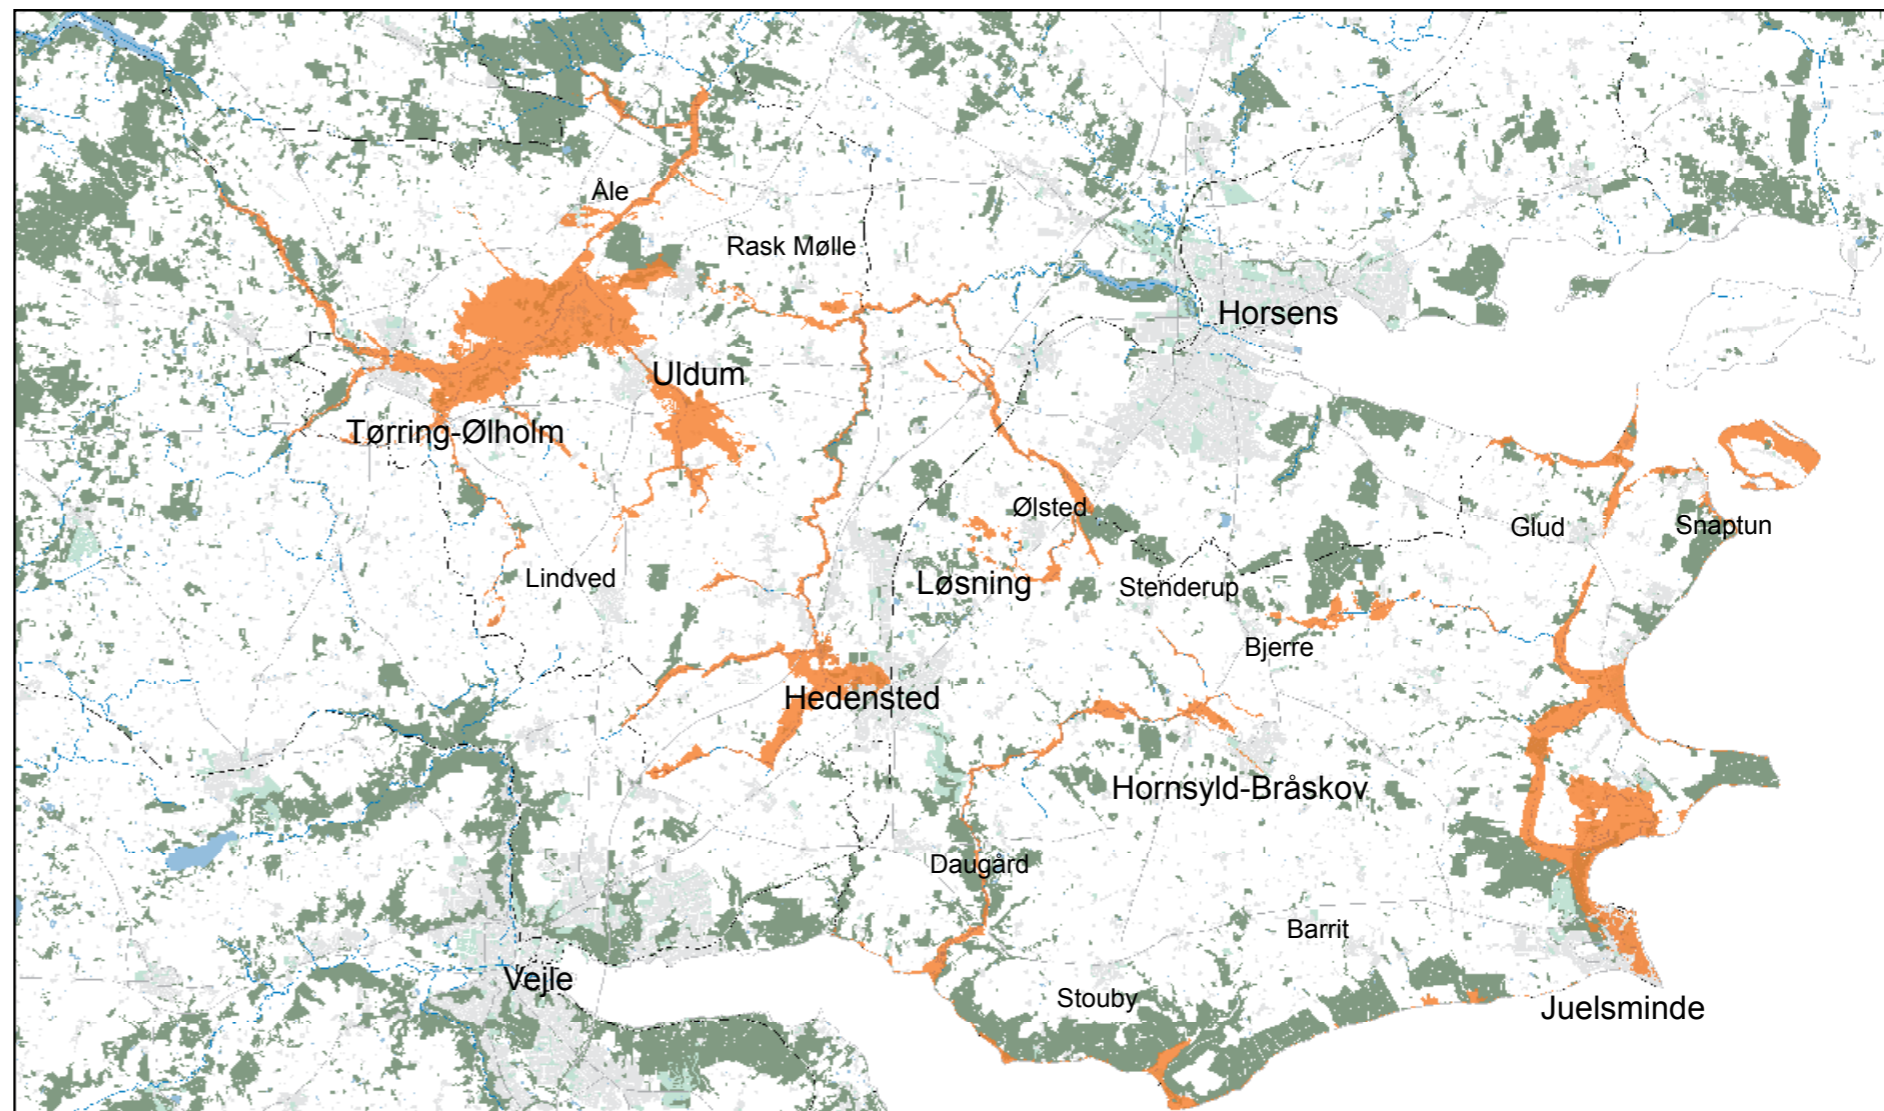 Åle
Rask Mølle
Horsens
Uldum
Tørring-Ølholm
Ølsted
Glud
Snaptun
Lindved
Løsning
Stenderup
Bjerre
Hedensted
Hornsyld-Bråskov
Daugård
Barrit
Vejle
Stouby
Juelsminde